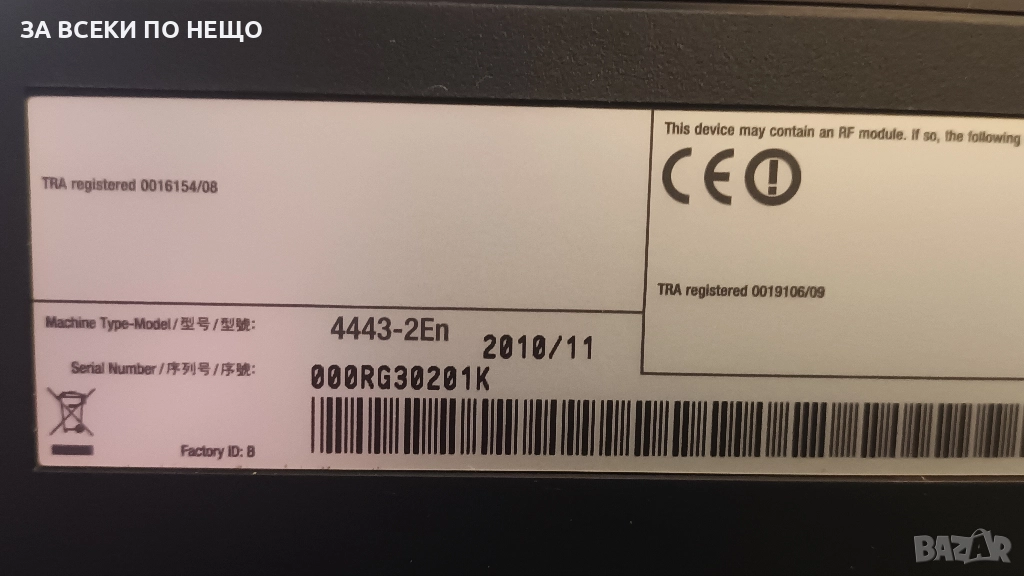 ЗА ВСЕКИ ПО НЕЩО
This device may contain an RF module. If so, the following
CE
TRA registered 0016154/08
TRA registered 0019106/09
Machine Type-Model/型号/型號: 4443-2En
2010/11
Serial Number/序列号/序號: 000RG30201K
Factory ID: B
BAZAR